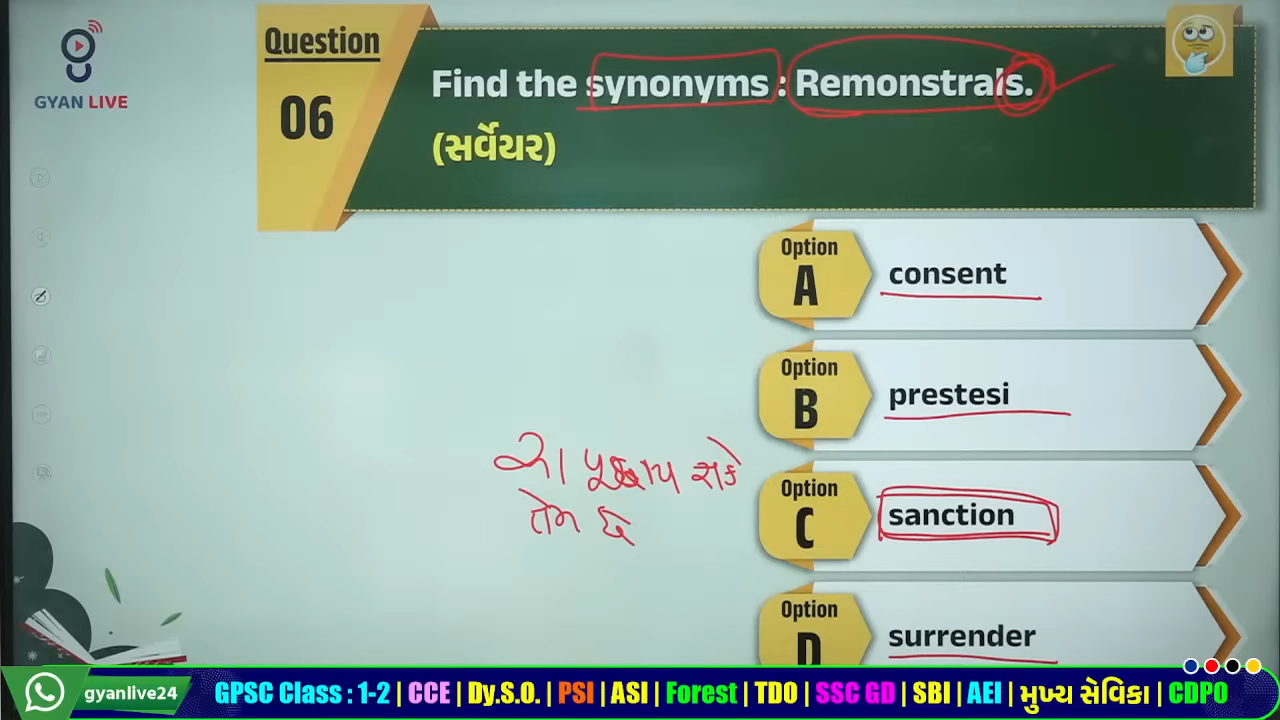 GYAN LIVE
Question
06
Find the synonyms : Remonstrals.
(સર્વેયર)
Option
A
consent
Option
B
prestesi
Option
C
sanction
Option
D
surrender
આ પૂછાય શકે
તેમ છે
gyanlive24
GPSC Class : 1-2 | CCE | Dy.S.O. | PSI | ASI | Forest | TDO | SSC GD | SBI | AEI | મુખ્ય સેવિકા | CDPO